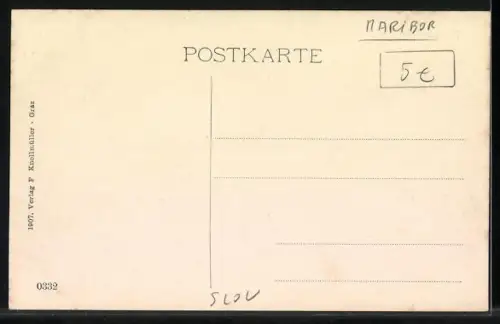 MARIBOR
POSTKARTE
5 €
1907, Verlag F Knollmüller - Graz
0332
SLOV